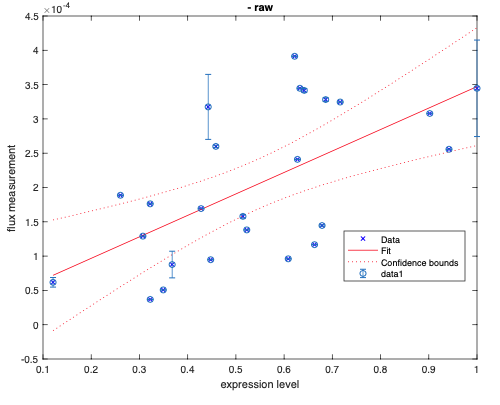 - raw
×10⁻⁴
4.5
4
3.5
3
2.5
2
1.5
1
0.5
0
-0.5
0.1 0.2 0.3 0.4 0.5 0.6 0.7 0.8 0.9 1
flux measurement
expression level
Data
Fit
Confidence bounds
data1